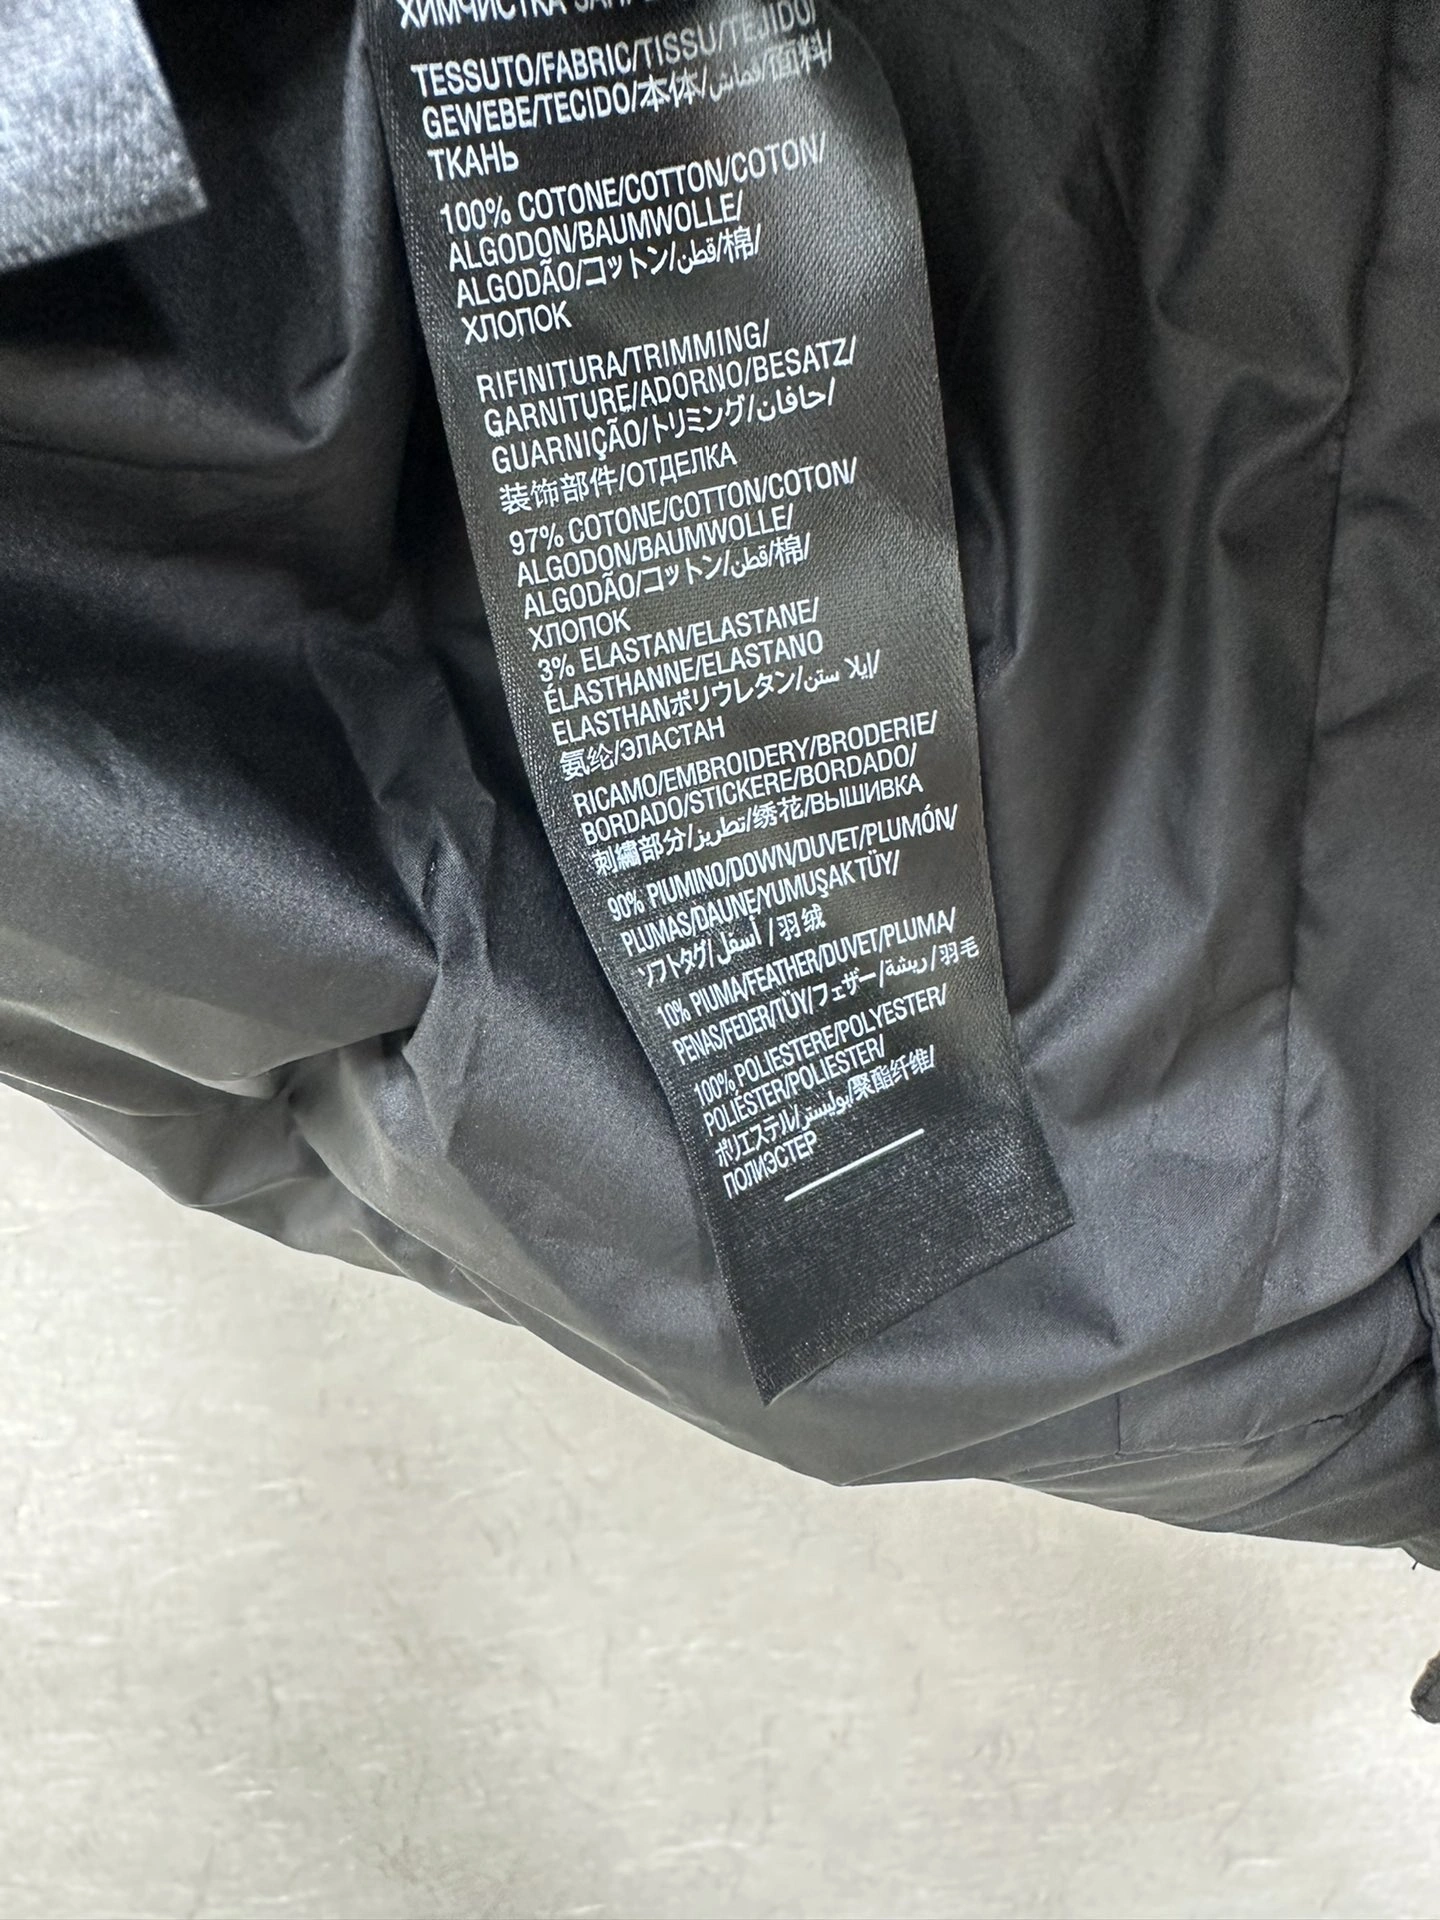 ХИМЧИСТКА
TESSUTO/FABRIC/TISSU/TEJIDO/
GEWEBE/TECIDO/本体/قماش/面料/
ТКАНЬ
100% COTONE/COTTON/COTON/
ALGODON/BAUMWOLLE/
ALGODÃO/コットン/قطن/棉/
ХЛОПОК
RIFINITURA/TRIMMING/
GARNITURE/ADORNO/BESATZ/
GUARNIÇÃO/トリミング/حافان/
装饰部件/ОТДЕЛКА
97% COTONE/COTTON/COTON/
ALGODON/BAUMWOLLE/
ALGODÃO/コットン/قطن/棉/
ХЛОПОК
3% ELASTAN/ELASTANE/
ÉLASTHANNE/ELASTANO
ELASTHANポリウレタン/إيلا ستن/
氨纶/ЭЛАСТАН
RICAMO/EMBROIDERY/BRODERIE/
BORDADO/STICKERE/BORDADO/
刺繍部分/تطريز/绣花/ВЫШИВКА
90% PIUMINO/DOWN/DUVET/PLUMÓN/
PLUMAS/DAUNE/YUMUŞAK TÜY/
ソフトタグ/أسفل/羽绒
10% PIUMA/FEATHER/DUVET/PLUMA/
PENAS/FEDER/TÜY/フェザー/ريشة/羽毛
100% POLIESTERE/POLYESTER/
POLIESTER/POLIESTER/
ポリエステル/بوليستر/聚酯纤维/
ПОЛИЭСТЕР